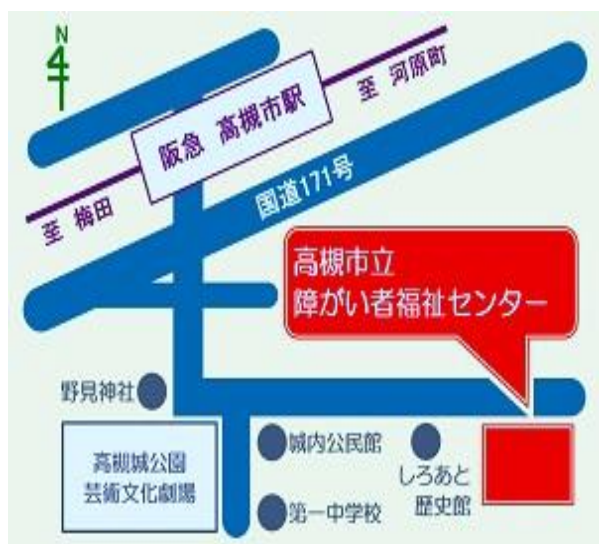 N
阪急 高槻市駅
至 河原町
至 梅田
国道171号
高槻市立
障がい者福祉センター
野見神社
高槻城公園
芸術文化劇場
城内公民館
しろあと
歴史館
第一中学校